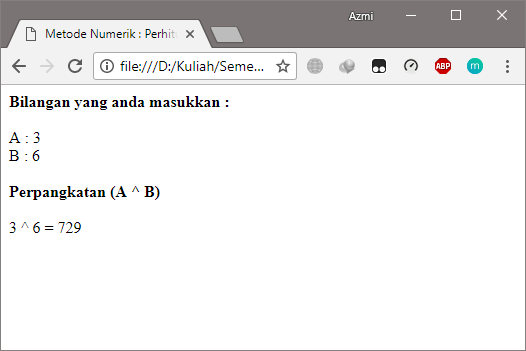 Azmi
Metode Numerik : Perhit
file:///D:/Kuliah/Seme...
ABP
m
Bilangan yang anda masukkan :
A : 3
B : 6
Perpangkatan (A ^ B)
3 ^ 6 = 729